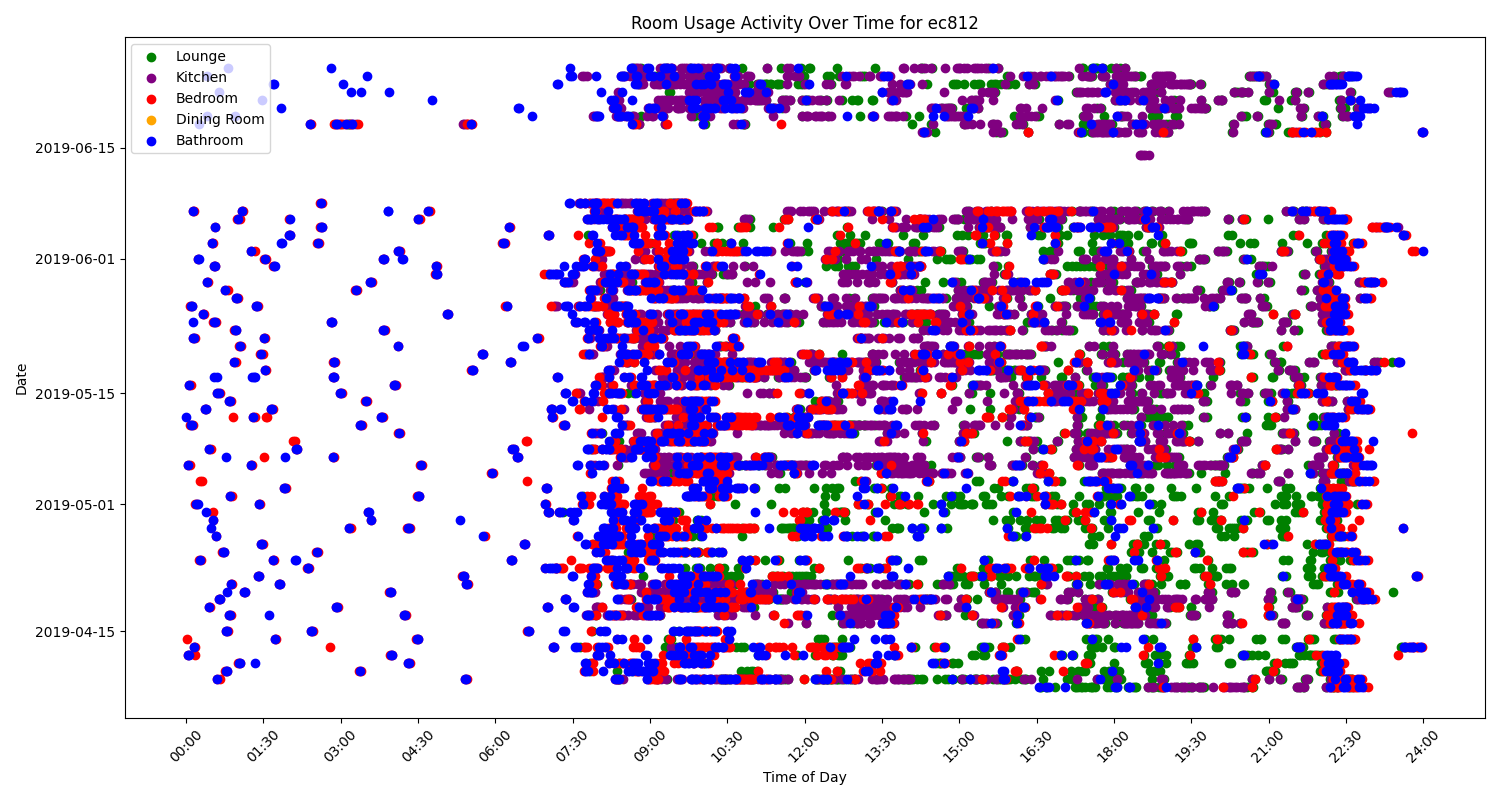 Room Usage Activity Over Time for ec812
Lounge
Kitchen
Bedroom
Dining Room
Bathroom
Date
2019-06-15
2019-06-01
2019-05-15
2019-05-01
2019-04-15
00:00
01:30
03:00
04:30
06:00
07:30
09:00
10:30
12:00
13:30
15:00
16:30
18:00
19:30
21:00
22:30
24:00
Time of Day